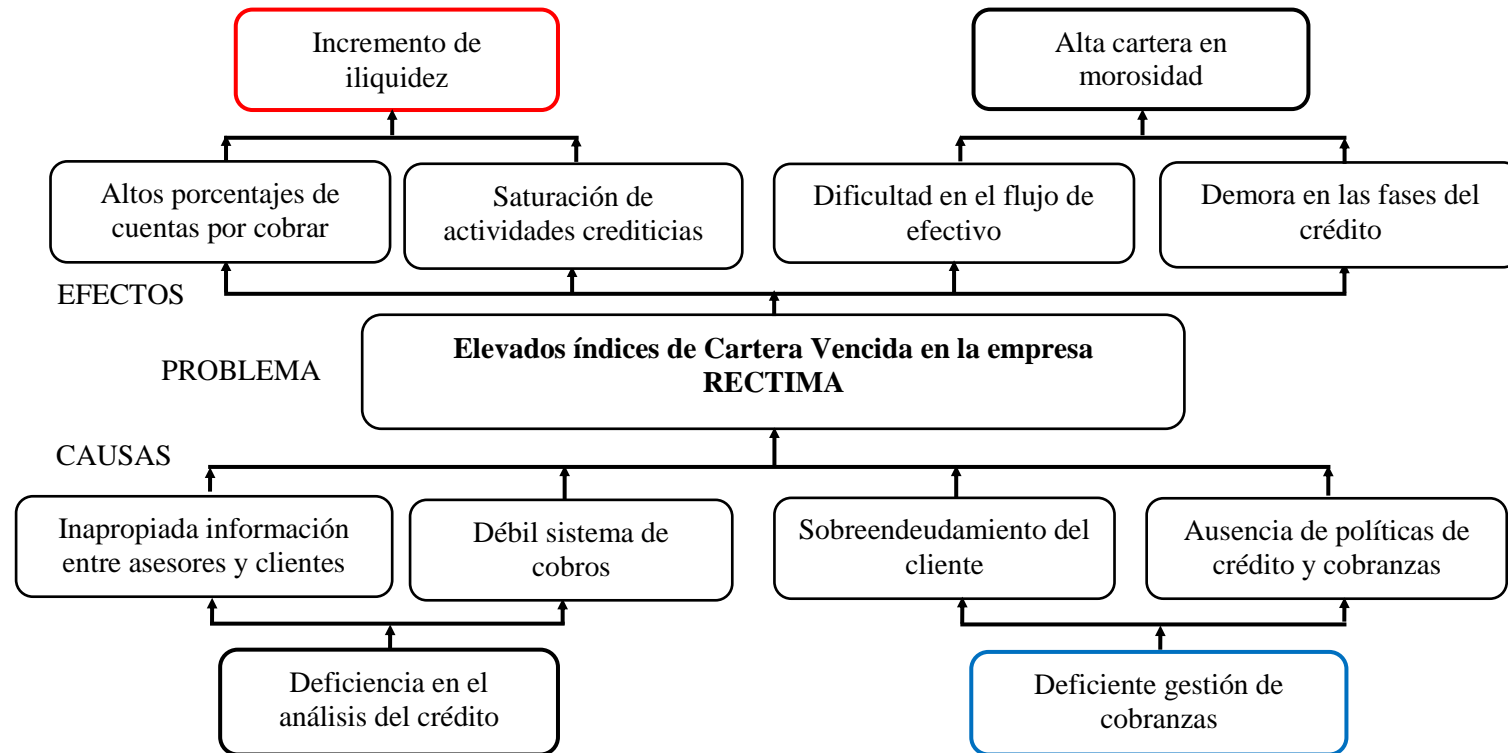 Incremento de
iliquidez
Alta cartera en
morosidad
Altos porcentajes de
cuentas por cobrar
Saturación de
actividades crediticias
Dificultad en el flujo de
efectivo
Demora en las fases del
crédito
EFECTOS
PROBLEMA
Elevados índices de Cartera Vencida en la empresa
RECTIMA
CAUSAS
Inapropiada información
entre asesores y clientes
Débil sistema de
cobros
Sobreendeudamiento del
cliente
Ausencia de políticas de
crédito y cobranzas
Deficiencia en el
análisis del crédito
Deficiente gestión de
cobranzas